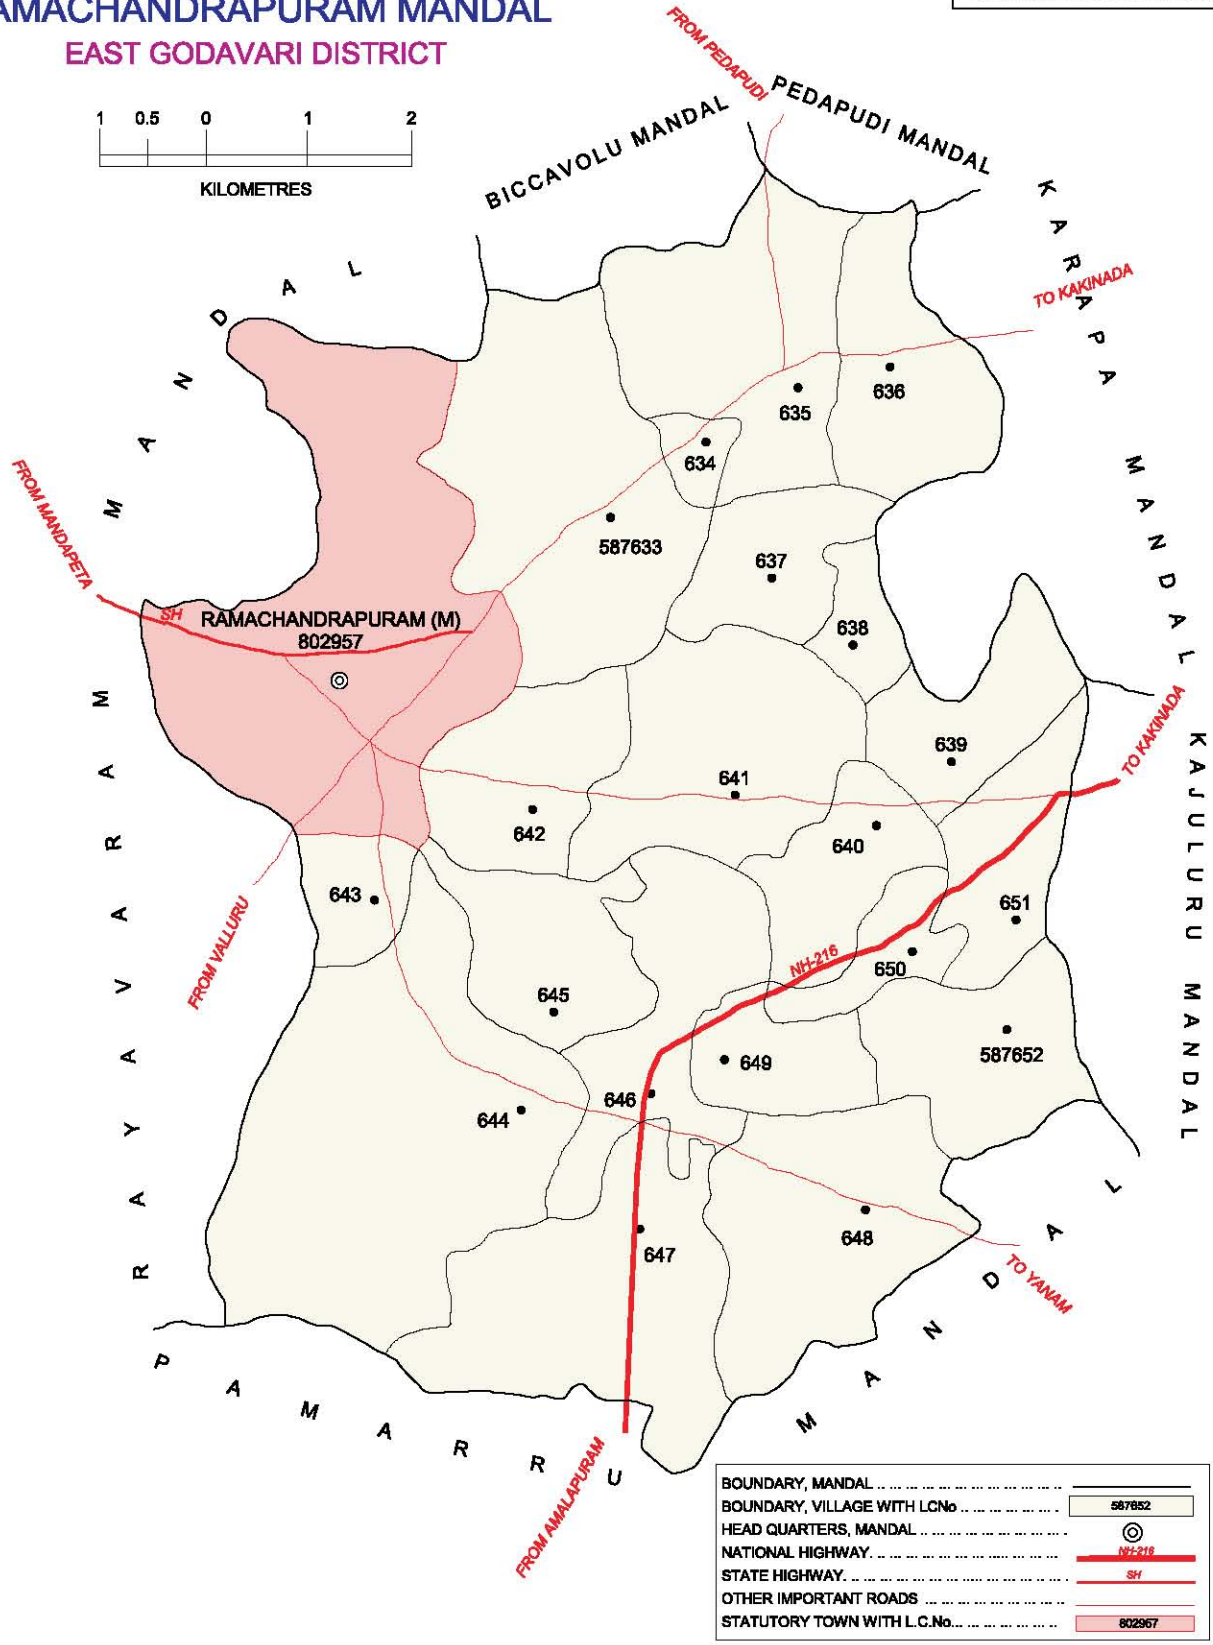 AMACHANDRAPURAM MANDAL
EAST GODAVARI DISTRICT
1 0.5 0 1 2
KILOMETRES
FROM PEDAPUDI
BICCAVOLU MANDAL
PEDAPUDI MANDAL
KARAPA MANDAL
TO KAKINADA
MANDAL
636
635
634
587633
637
FROM MANDAPETA
SH
RAMACHANDRAPURAM (M)
802957
638
639
TO KAKINADA
KAJULURU MANDAL
641
642
640
643
651
FROM VALLURU
NH-216
650
645
587652
649
646
644
RAYAVARAM
648
647
TO YANAM
PAMARRU
MANDAL
FROM AMALAPURAM
BOUNDARY, MANDAL
BOUNDARY, VILLAGE WITH LCNo 587652
HEAD QUARTERS, MANDAL
NATIONAL HIGHWAY NH-216
STATE HIGHWAY SH
OTHER IMPORTANT ROADS
STATUTORY TOWN WITH L.C.No 802957